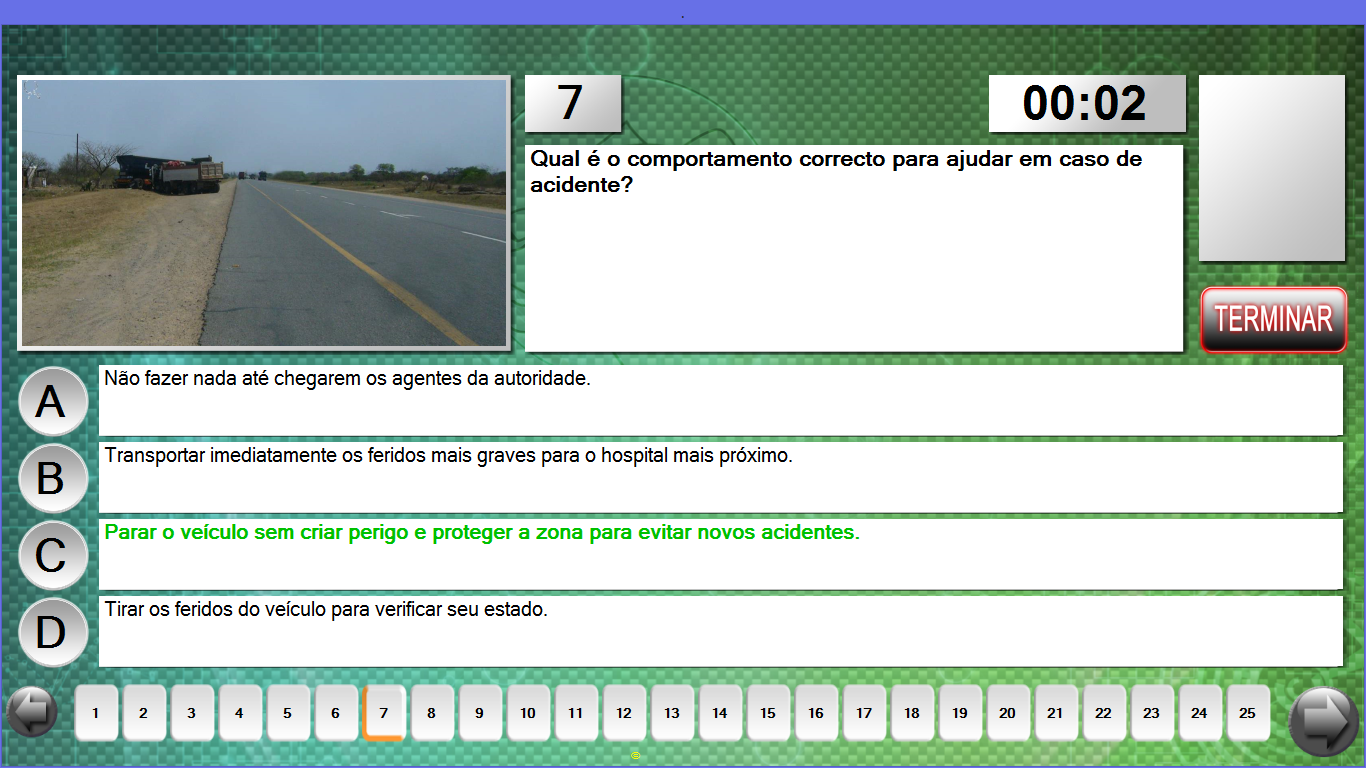 7
00:02
Qual é o comportamento correcto para ajudar em caso de
acidente?
TERMINAR
A
Não fazer nada até chegarem os agentes da autoridade.
B
Transportar imediatamente os feridos mais graves para o hospital mais próximo.
C
Parar o veículo sem criar perigo e proteger a zona para evitar novos acidentes.
D
Tirar os feridos do veículo para verificar seu estado.
1 2 3 4 5 6 7 8 9 10 11 12 13 14 15 16 17 18 19 20 21 22 23 24 25